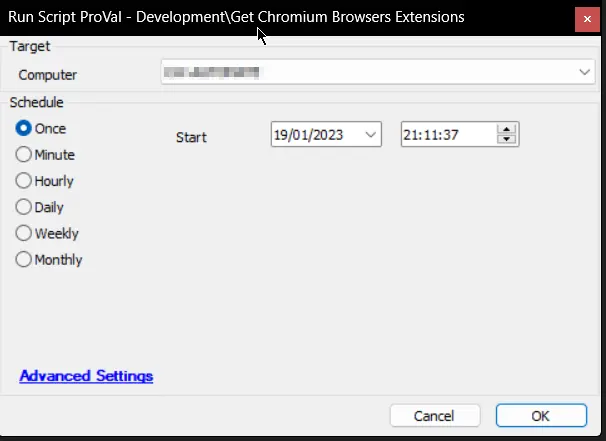 Run Script ProVal - Development\Get Chromium Browsers Extensions
Target
Computer
Schedule
Once
Start
19/01/2023
21:11:37
Minute
Hourly
Daily
Weekly
Monthly
Advanced Settings
Cancel
OK